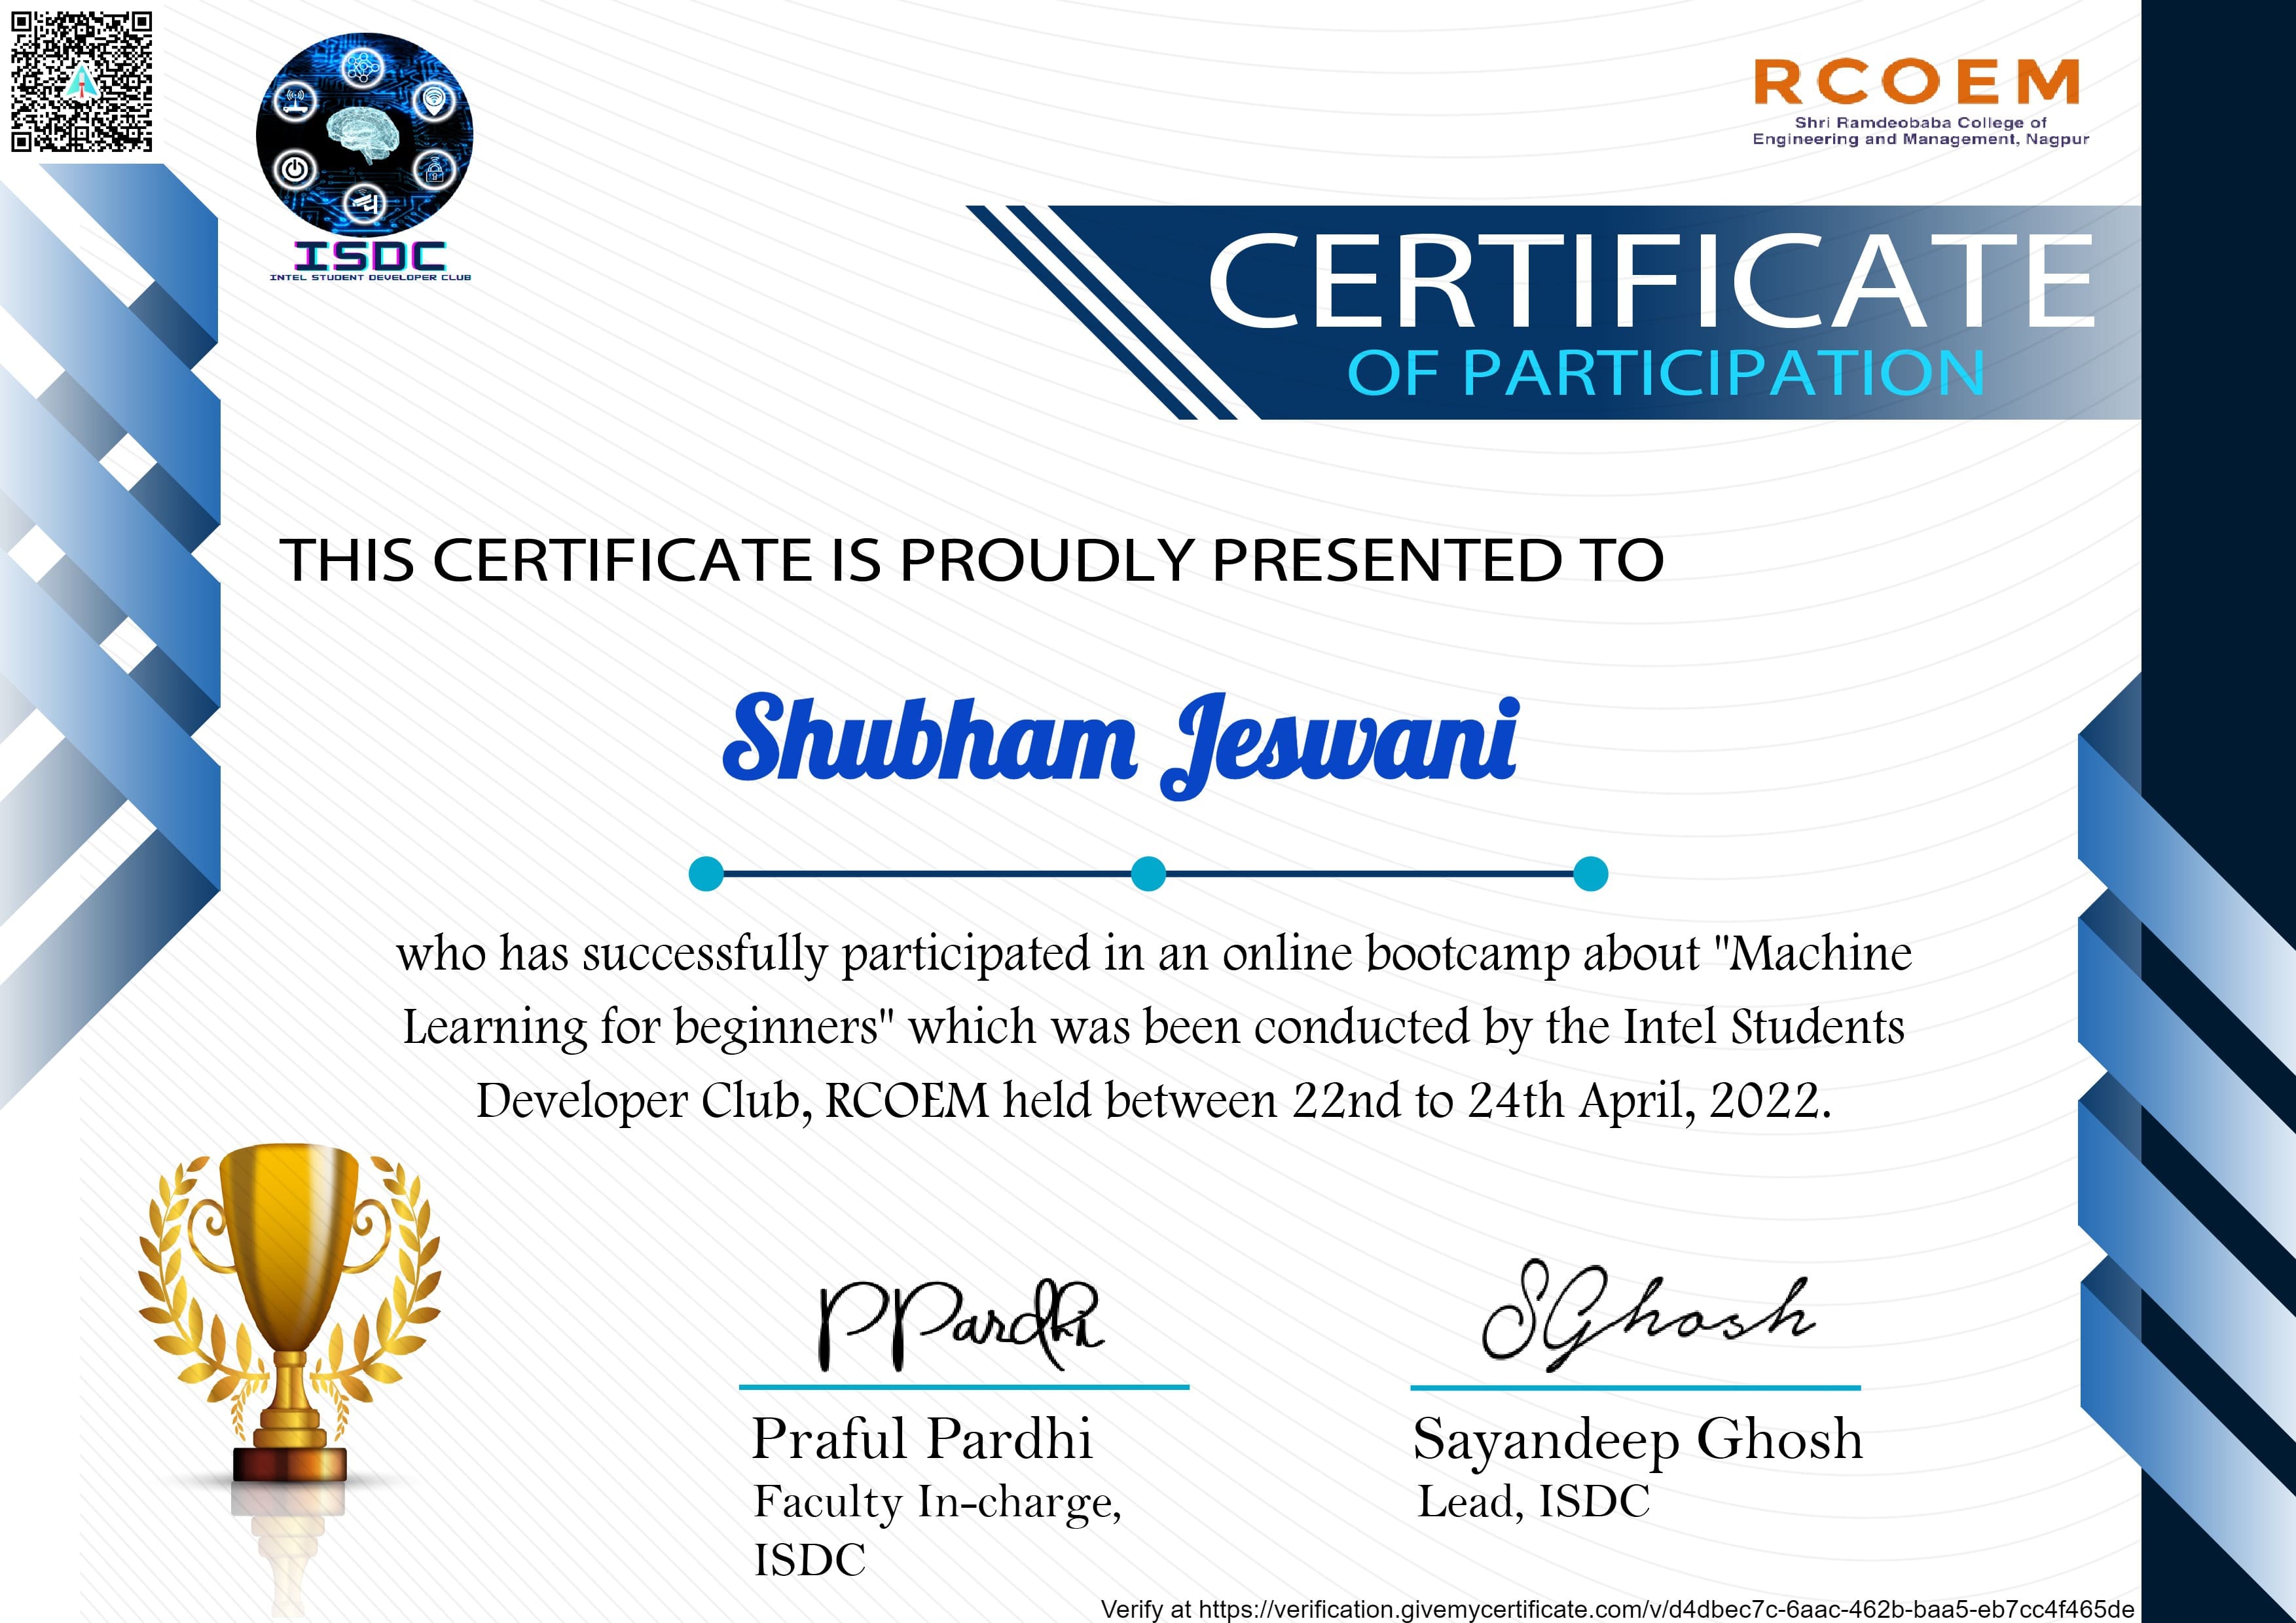 ISDC
INTEL STUDENT DEVELOPER CLUB
RCOEM
Shri Ramdeobaba College of
Engineering and Management, Nagpur
CERTIFICATE
OF PARTICIPATION
THIS CERTIFICATE IS PROUDLY PRESENTED TO
Shubham Jeswani
who has successfully participated in an online bootcamp about "Machine
Learning for beginners" which was been conducted by the Intel Students
Developer Club, RCOEM held between 22nd to 24th April, 2022.
PPardhi
SGhosh
Praful Pardhi
Faculty In-charge,
ISDC
Sayandeep Ghosh
Lead, ISDC
Verify at https://verification.givemycertificate.com/v/d4dbec7c-6aac-462b-baa5-eb7cc4f465de